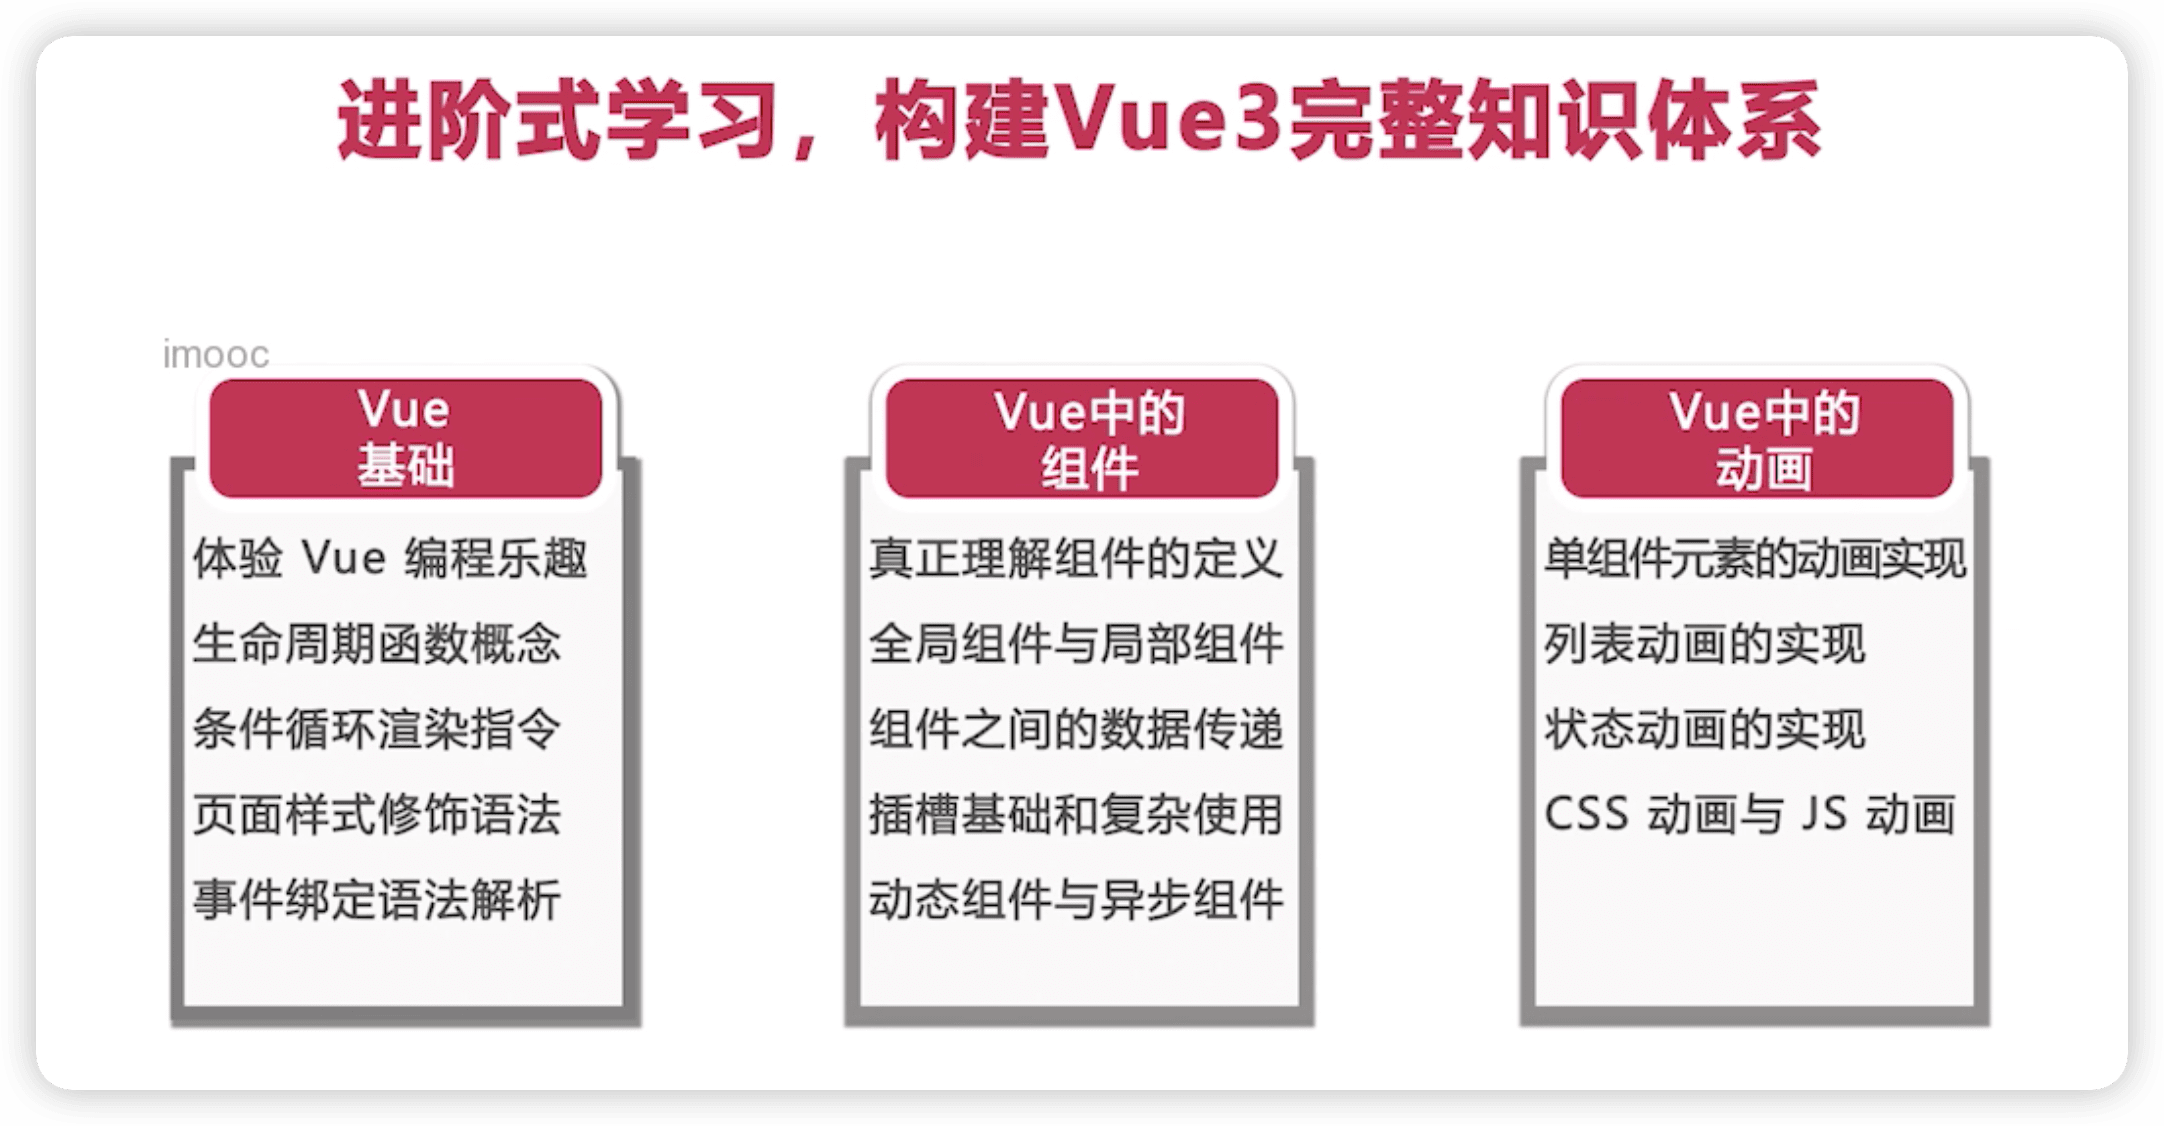 进阶式学习，构建Vue3完整知识体系
imooc
Vue
基础
体验 Vue 编程乐趣
生命周期函数概念
条件循环渲染指令
页面样式修饰语法
事件绑定语法解析
Vue中的
组件
真正理解组件的定义
全局组件与局部组件
组件之间的数据传递
插槽基础和复杂使用
动态组件与异步组件
Vue中的
动画
单组件元素的动画实现
列表动画的实现
状态动画的实现
CSS 动画与 JS 动画